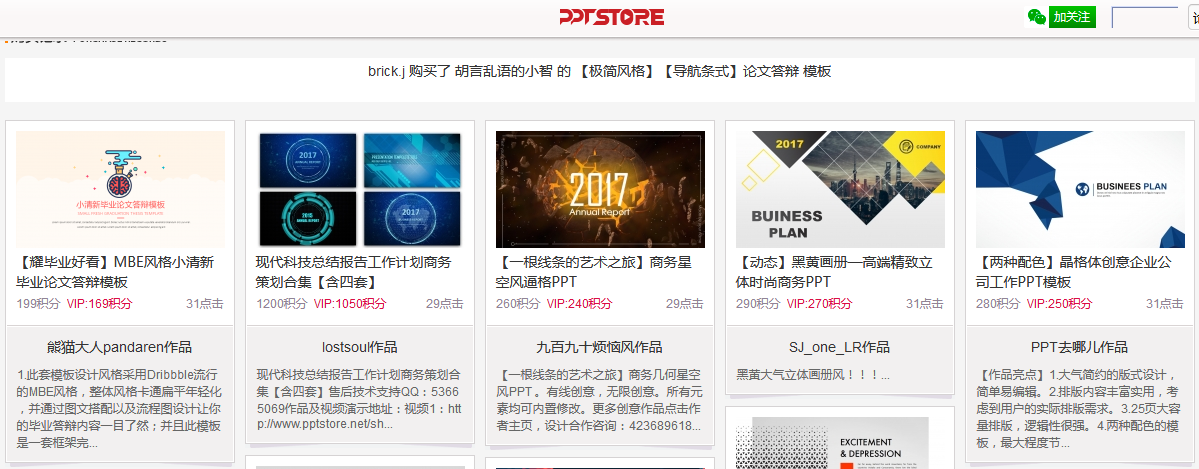 PPTSTORE
加关注
brick.j 购买了 胡言乱语的小智 的 【极简风格】【导航条式】论文答辩 模板
小清新毕业论文答辩模板
2017
ANNUAL REPORT
2015
ANNUAL REPORT
2017
ANNUAL REPORT
2017
Annual Report
2017
COMPANY
BUINESS
PLAN
BUSINEES PLAN
【耀毕业好看】MBE风格小清新
毕业论文答辩模板
199积分 VIP:169积分 31点击
现代科技总结报告工作计划商务
策划合集【含四套】
1200积分 VIP:1050积分 29点击
【一根线条的艺术之旅】商务星
空风逼格PPT
260积分 VIP:240积分 29点击
【动态】黑黄画册—高端精致立
体时尚商务PPT
290积分 VIP:270积分 31点击
【两种配色】晶格体创意企业公
司工作PPT模板
280积分 VIP:250积分 31点击
熊猫大人pandaren作品
1.此套模板设计风格采用Dribbble流行
的MBE风格，整体风格卡通扁平年轻化
，并通过图文搭配以及流程图设计让你
的毕业答辩内容一目了然；并且此模板
是一套框架完...
lostsoul作品
现代科技总结报告工作计划商务策划合
集【含四套】售后技术支持QQ：5366
5069作品及视频演示地址：视频1：htt
p://www.pptstore.net/sh...
九百九十烦恼风作品
【一根线条的艺术之旅】商务几何星空
风PPT 。有线创意，无限创意。所有元
素均可内置修改。更多创意作品点击作
者主页，设计合作咨询：423689618...
SJ_one_LR作品
黑黄大气立体画册风！！！...
PPT去哪儿作品
【作品亮点】1.大气简约的版式设计，
简单易编辑。2.排版内容丰富实用，考
虑到用户的实际排版需求。3.25页大容
量排版，逻辑性很强。4.两种配色的模
板，最大程度节...
EXCITEMENT
& DEPRESSION